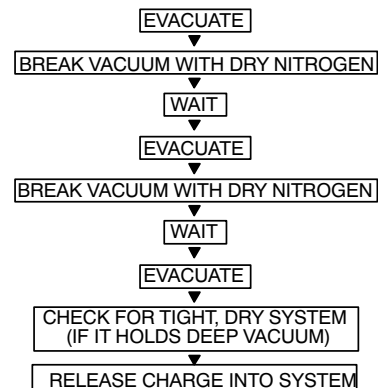 EVACUATE
BREAK VACUUM WITH DRY NITROGEN
WAIT
EVACUATE
BREAK VACUUM WITH DRY NITROGEN
WAIT
EVACUATE
CHECK FOR TIGHT, DRY SYSTEM
(IF IT HOLDS DEEP VACUUM)
RELEASE CHARGE INTO SYSTEM